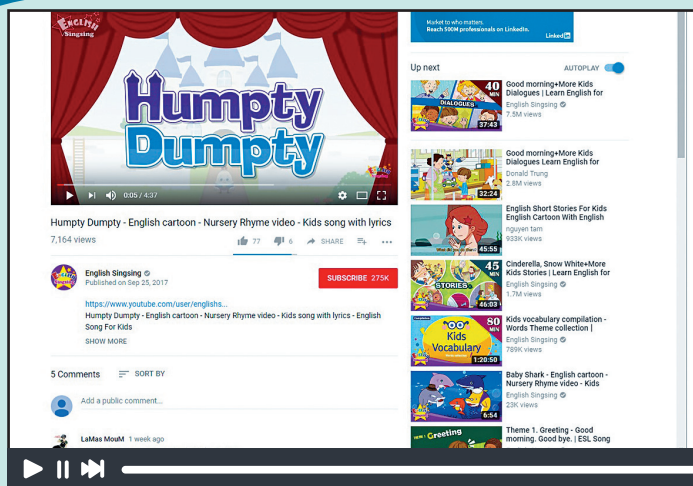 ENGLISH
Singsing
Humpty
Dumpty
0:05 / 4:37
Humpty Dumpty - English cartoon - Nursery Rhyme video - Kids song with lyrics
7,164 views
77
6
SHARE
English Singsing
Published on Sep 25, 2017
SUBSCRIBE 275K
https://www.youtube.com/user/englishs...
Humpty Dumpty - English cartoon - Nursery Rhyme video - Kids song with lyrics - English
Song For Kids
SHOW MORE
5 Comments
SORT BY
Add a public comment...
LaMas MouM 1 week ago
Market to who matters.
Reach 500M professionals on LinkedIn.
Linked in
Up next
AUTOPLAY
40
MIN
DIALOGUES
37:43
Good morning+More Kids
Dialogues | Learn English for
English Singsing
7.5M views
32:24
Good morning+More Kids
Dialogues Learn English for
Donald Trung
2.8M views
45:55
English Short Stories For Kids
English Cartoon With English
nguyen tam
933K views
45
MIN
STORIES
46:03
Cinderella, Snow White+More
Kids Stories | Learn English for
English Singsing
1.7M views
80
MIN
Kids
Vocabulary
1:20:50
Kids vocabulary compilation -
Words Theme collection |
English Singsing
789K views
6:54
Baby Shark - English cartoon -
Nursery Rhyme video - Kids
English Singsing
23K views
Greeting
Theme 1. Greeting - Good
morning. Good bye. | ESL Song